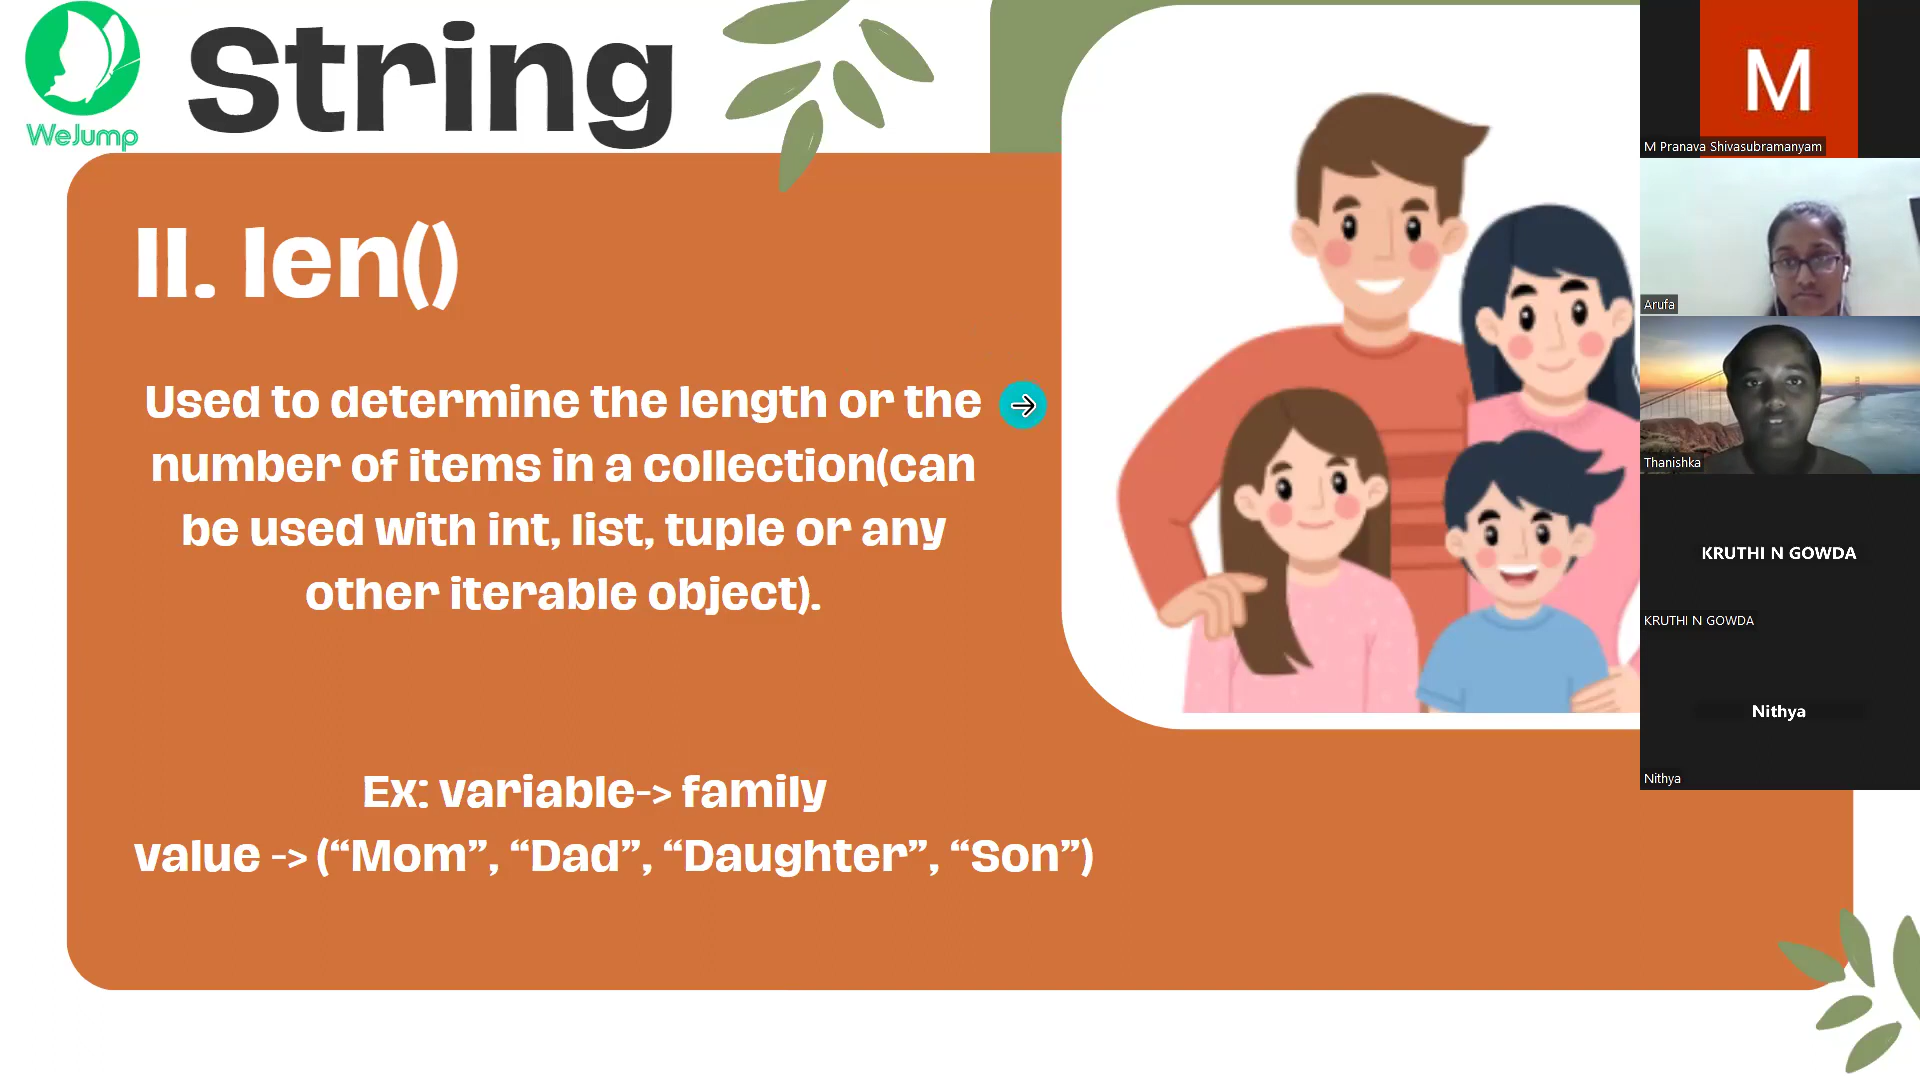 WeJump
String
II. len()
Used to determine the length or the
number of items in a collection(can
be used with int, list, tuple or any
other iterable object).
Ex: variable-> family
value -> (“Mom”, “Dad”, “Daughter”, “Son”)
M
M Pranava Shivasubramanyam
Arufa
Thanishka
KRUTHI N GOWDA
KRUTHI N GOWDA
Nithya
Nithya